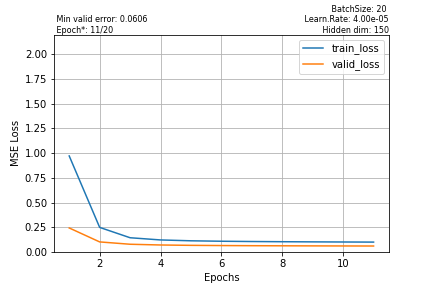 BatchSize: 20
Min valid error: 0.0606
Learn.Rate: 4.00e-05
Epoch*: 11/20
Hidden dim: 150
train_loss
valid_loss
2.00
1.75
1.50
1.25
1.00
0.75
0.50
0.25
0.00
MSE Loss
2 4 6 8 10
Epochs